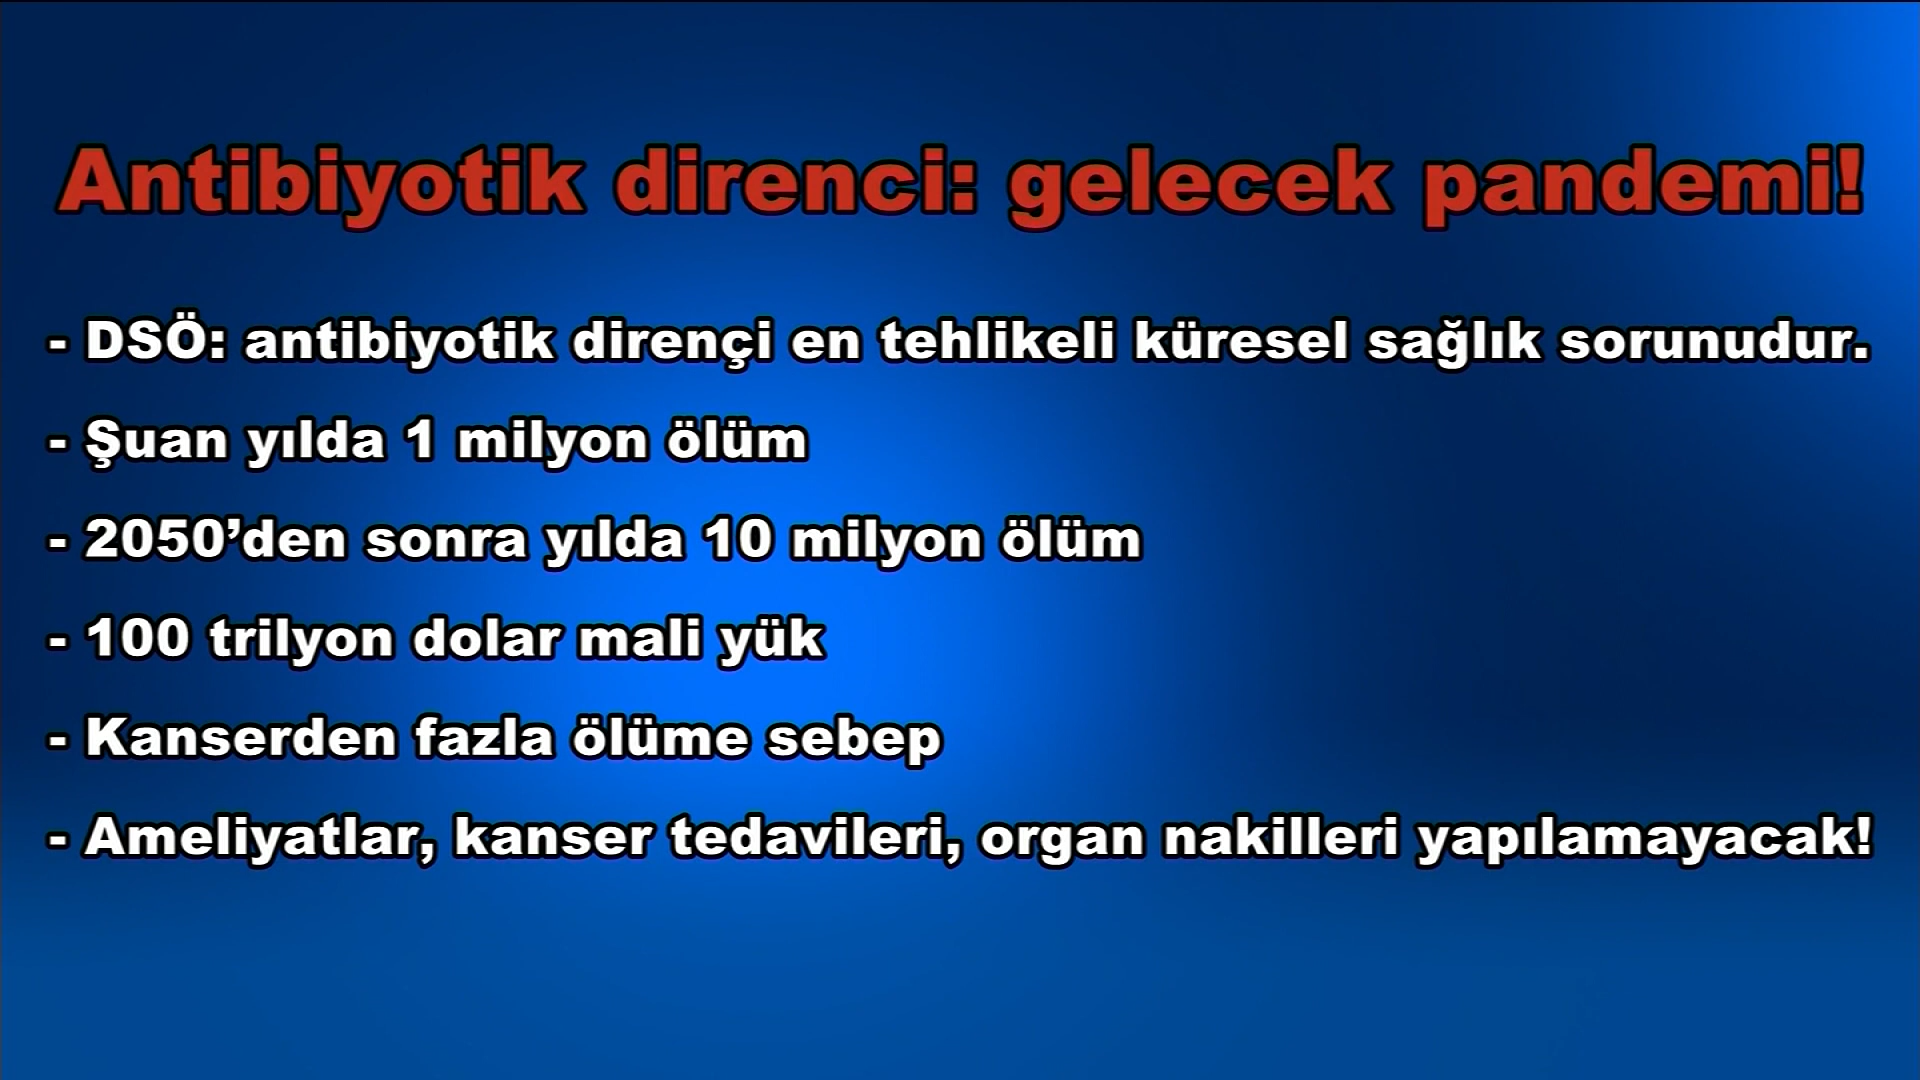 Antibiyotik direnci: gelecek pandemi!
- DSÖ: antibiyotik dirençi en tehlikeli küresel sağlık sorunudur.
- Şuan yılda 1 milyon ölüm
- 2050’den sonra yılda 10 milyon ölüm
- 100 trilyon dolar mali yük
- Kanserden fazla ölüme sebep
- Ameliyatlar, kanser tedavileri, organ nakilleri yapılamayacak!